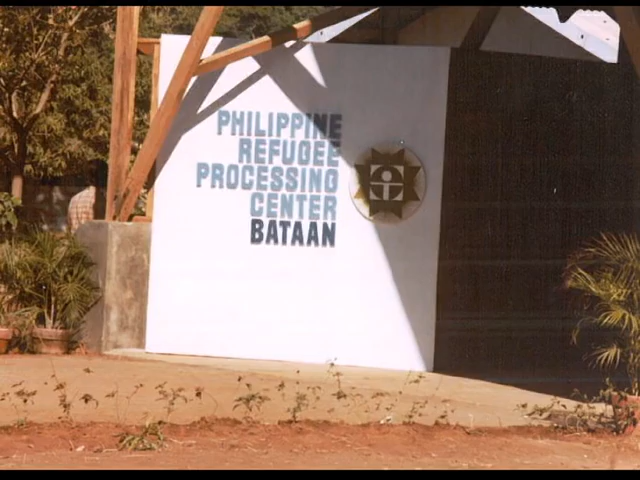 PHILIPPINE
REFUGEE
PROCESSING
CENTER
BATAAN